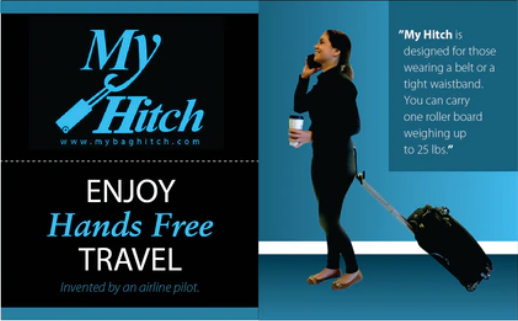 My
Hitch
www.mybaghitch.com
ENJOY
Hands Free
TRAVEL
Invented by an airline pilot.
"My Hitch is
designed for those
wearing a belt or a
tight waistband.
You can carry
one roller board
weighing up
to 25 lbs."